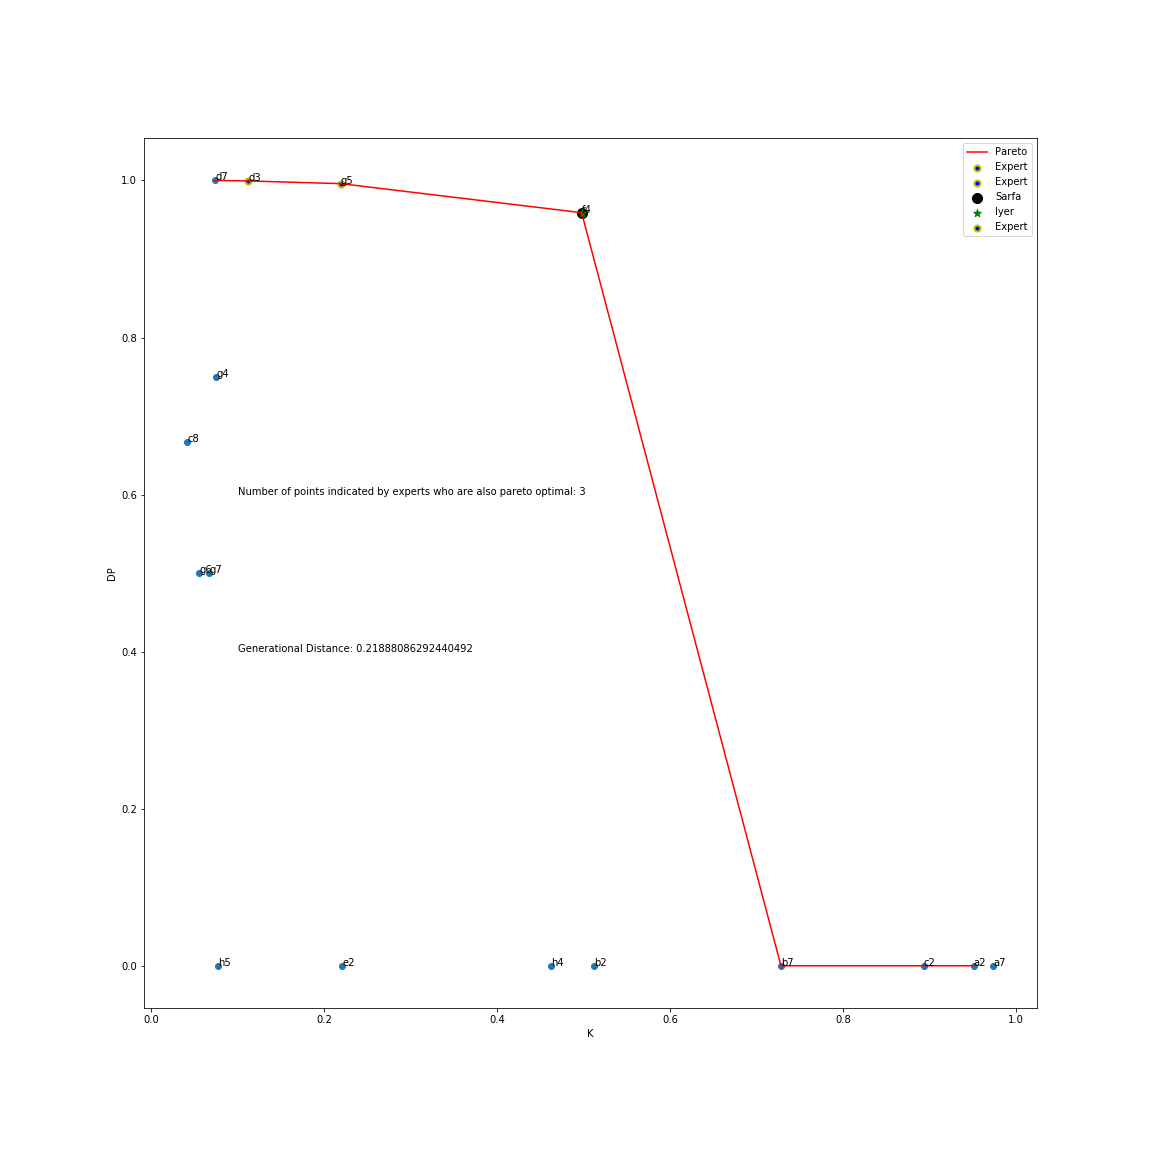 Pareto
Expert
Expert
Sarfa
Iyer
Expert
1.0
0.8
0.6
0.4
0.2
0.0
DP
d7
d3
g5
f4
g4
c8
Number of points indicated by experts who are also pareto optimal: 3
g6
g7
Generational Distance: 0.21888086292440492
h5
e2
h4
b2
b7
c2
a2
a7
0.0
0.2
0.4
0.6
0.8
1.0
K